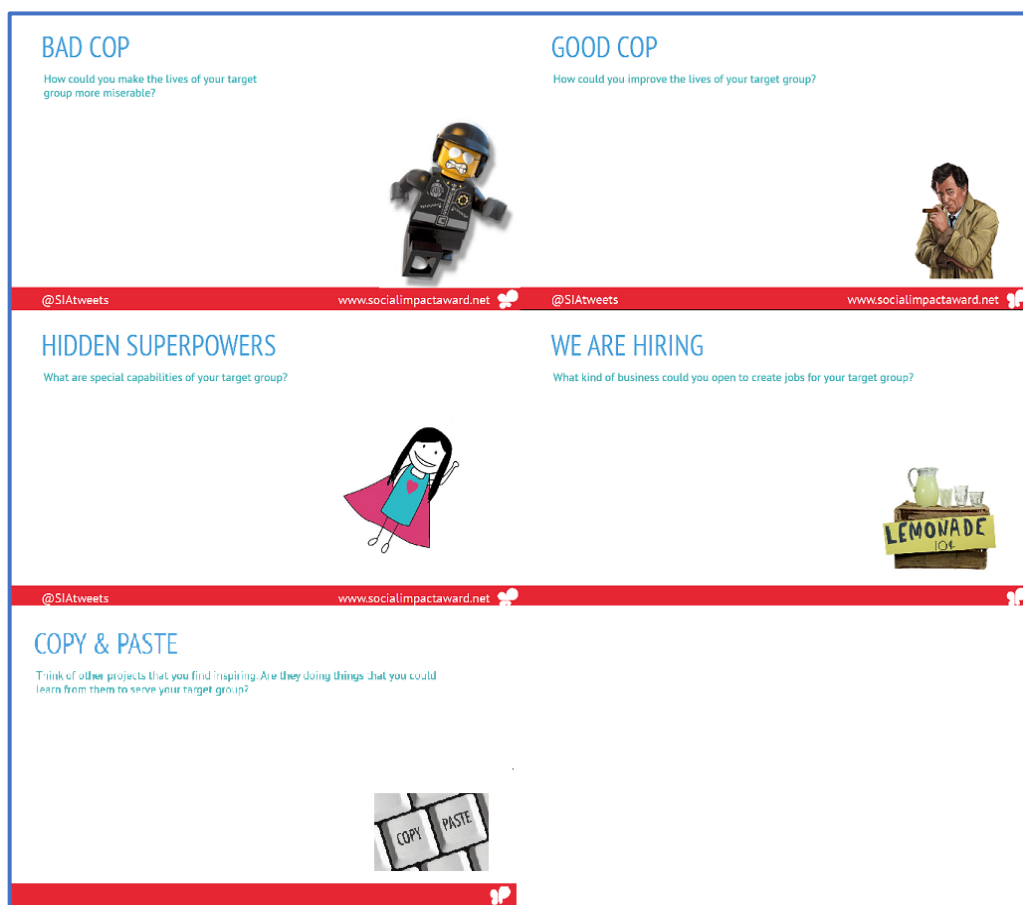 BAD COP
How could you make the lives of your target
group more miserable?
@SIAtweets
www.socialimpactaward.net
GOOD COP
How could you improve the lives of your target group?
@SIAtweets
www.socialimpactaward.net
HIDDEN SUPERPOWERS
What are special capabilities of your target group?
@SIAtweets
www.socialimpactaward.net
WE ARE HIRING
What kind of business could you open to create jobs for your target group?
LEMONADE
10¢
COPY & PASTE
Think of other projects that you find inspiring. Are they doing things that you could
learn from them to serve your target group?
COPY
PASTE